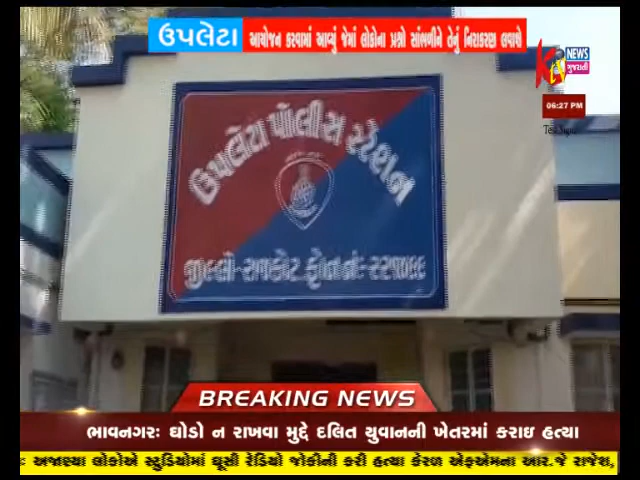 ઉપલેટા
આયોજન કરવામાં આવ્યું જેમાં લોકોના પ્રશ્નો સાંભળીને તેનું નિરાકરણ લવાશે
NEWS
ગુજરાતી
06:27 PM
ઉપલેટા પોલીસ સ્ટેશન
જીલ્લો-રાજકોટ ફોન નં.
BREAKING NEWS
ભાવનગરઃ ઘોડો ન રાખવા મુદ્દે દલિત યુવાનની ખેતરમાં કરાઇ હત્યા
: અજાણ્યા લોકોએ સ્ટુડિયોમાં ઘૂસી રેડિયો જોકીની કરી હત્યા કેરળ એફએમના આર.જે રાજેશ,